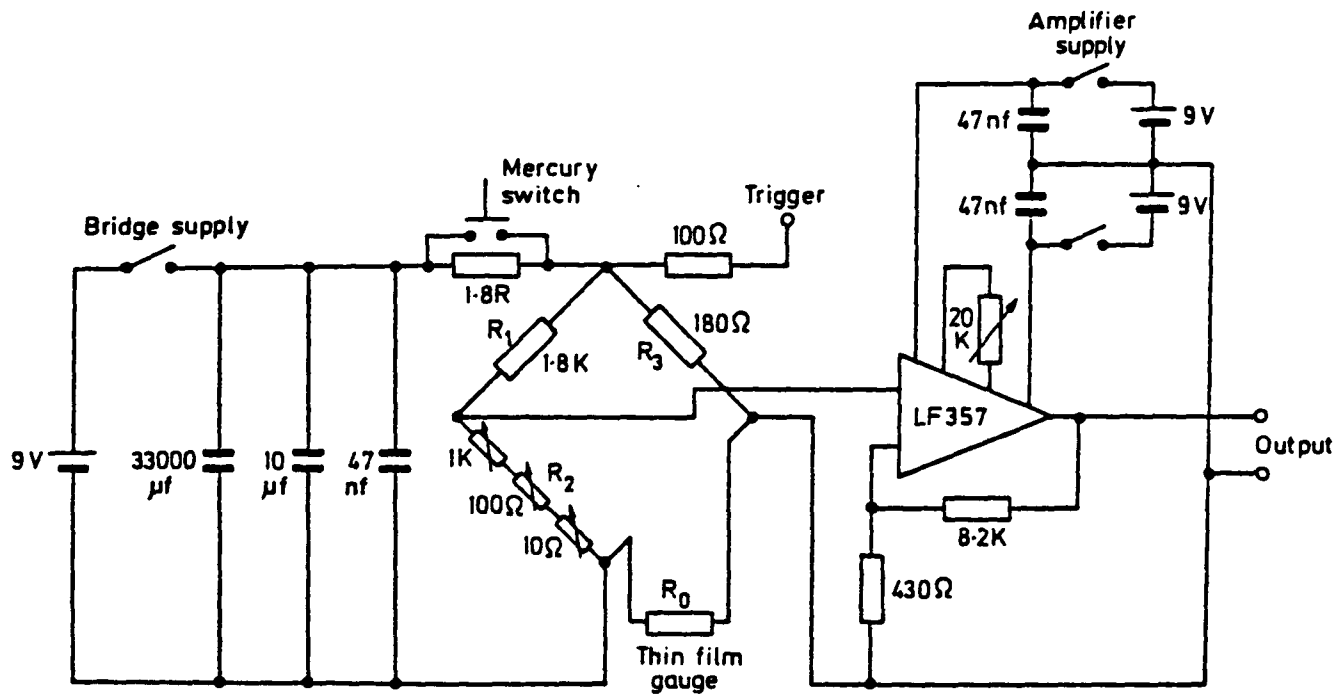 Amplifier
supply
47nf
9V
Mercury
switch
Trigger
47nf
9V
Bridge supply
100Ω
1·8R
20
K
R1
1·8K
180Ω
R3
LF357
Output
9V
33000
µf
10
µf
47
nf
1K
R2
100Ω
10Ω
8·2K
430Ω
R0
Thin film
gauge